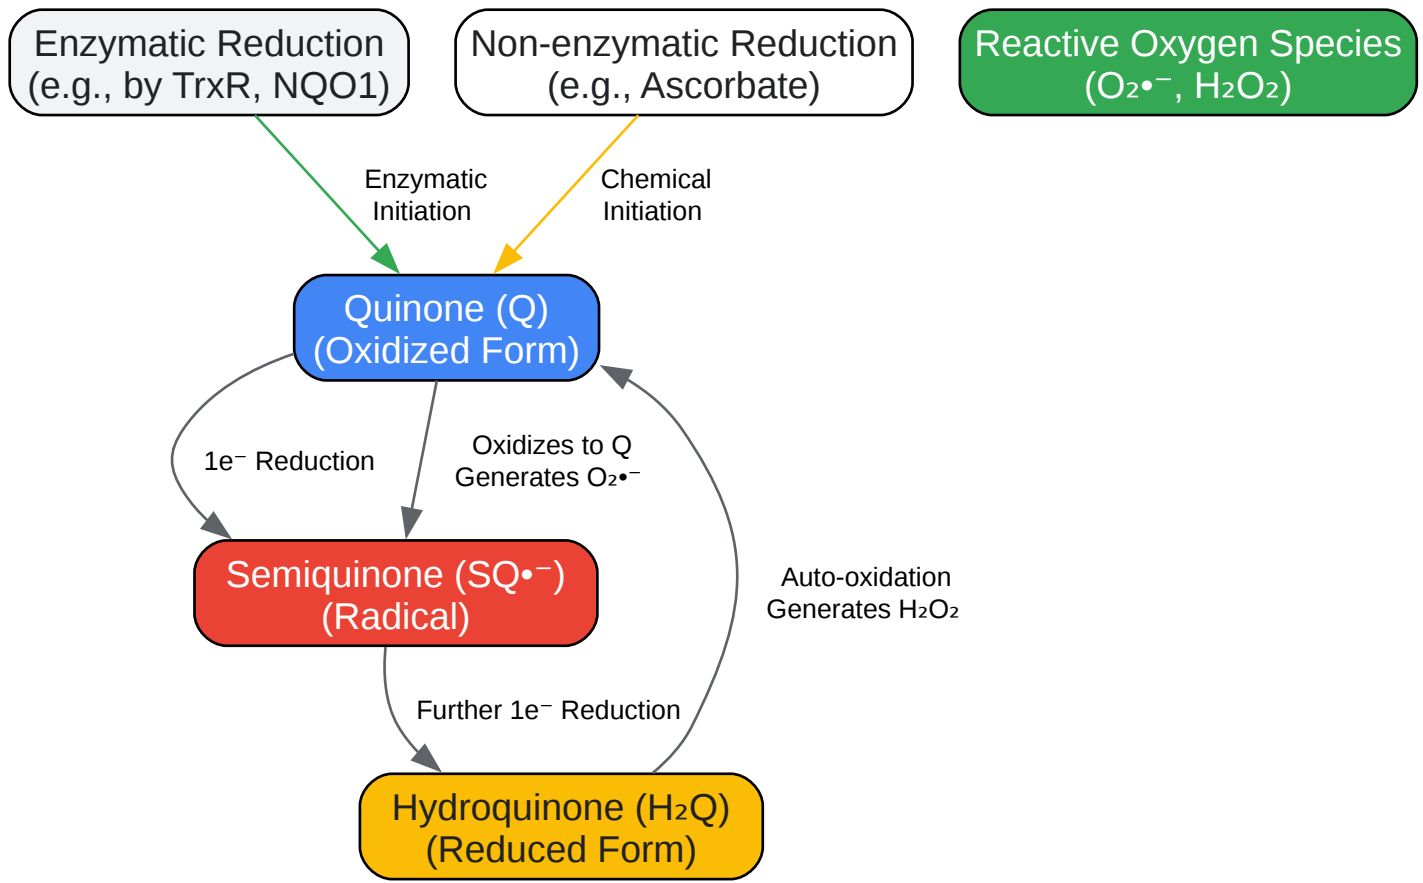 Enzymatic Reduction
(e.g., by TrxR, NQO1)
Non-enzymatic Reduction
(e.g., Ascorbate)
Reactive Oxygen Species
(O₂•⁻, H₂O₂)
Enzymatic
Initiation
Chemical
Initiation
Quinone (Q)
(Oxidized Form)
1e⁻ Reduction
Oxidizes to Q
Generates O₂•⁻
Semiquinone (SQ•⁻)
(Radical)
Auto-oxidation
Generates H₂O₂
Further 1e⁻ Reduction
Hydroquinone (H₂Q)
(Reduced Form)